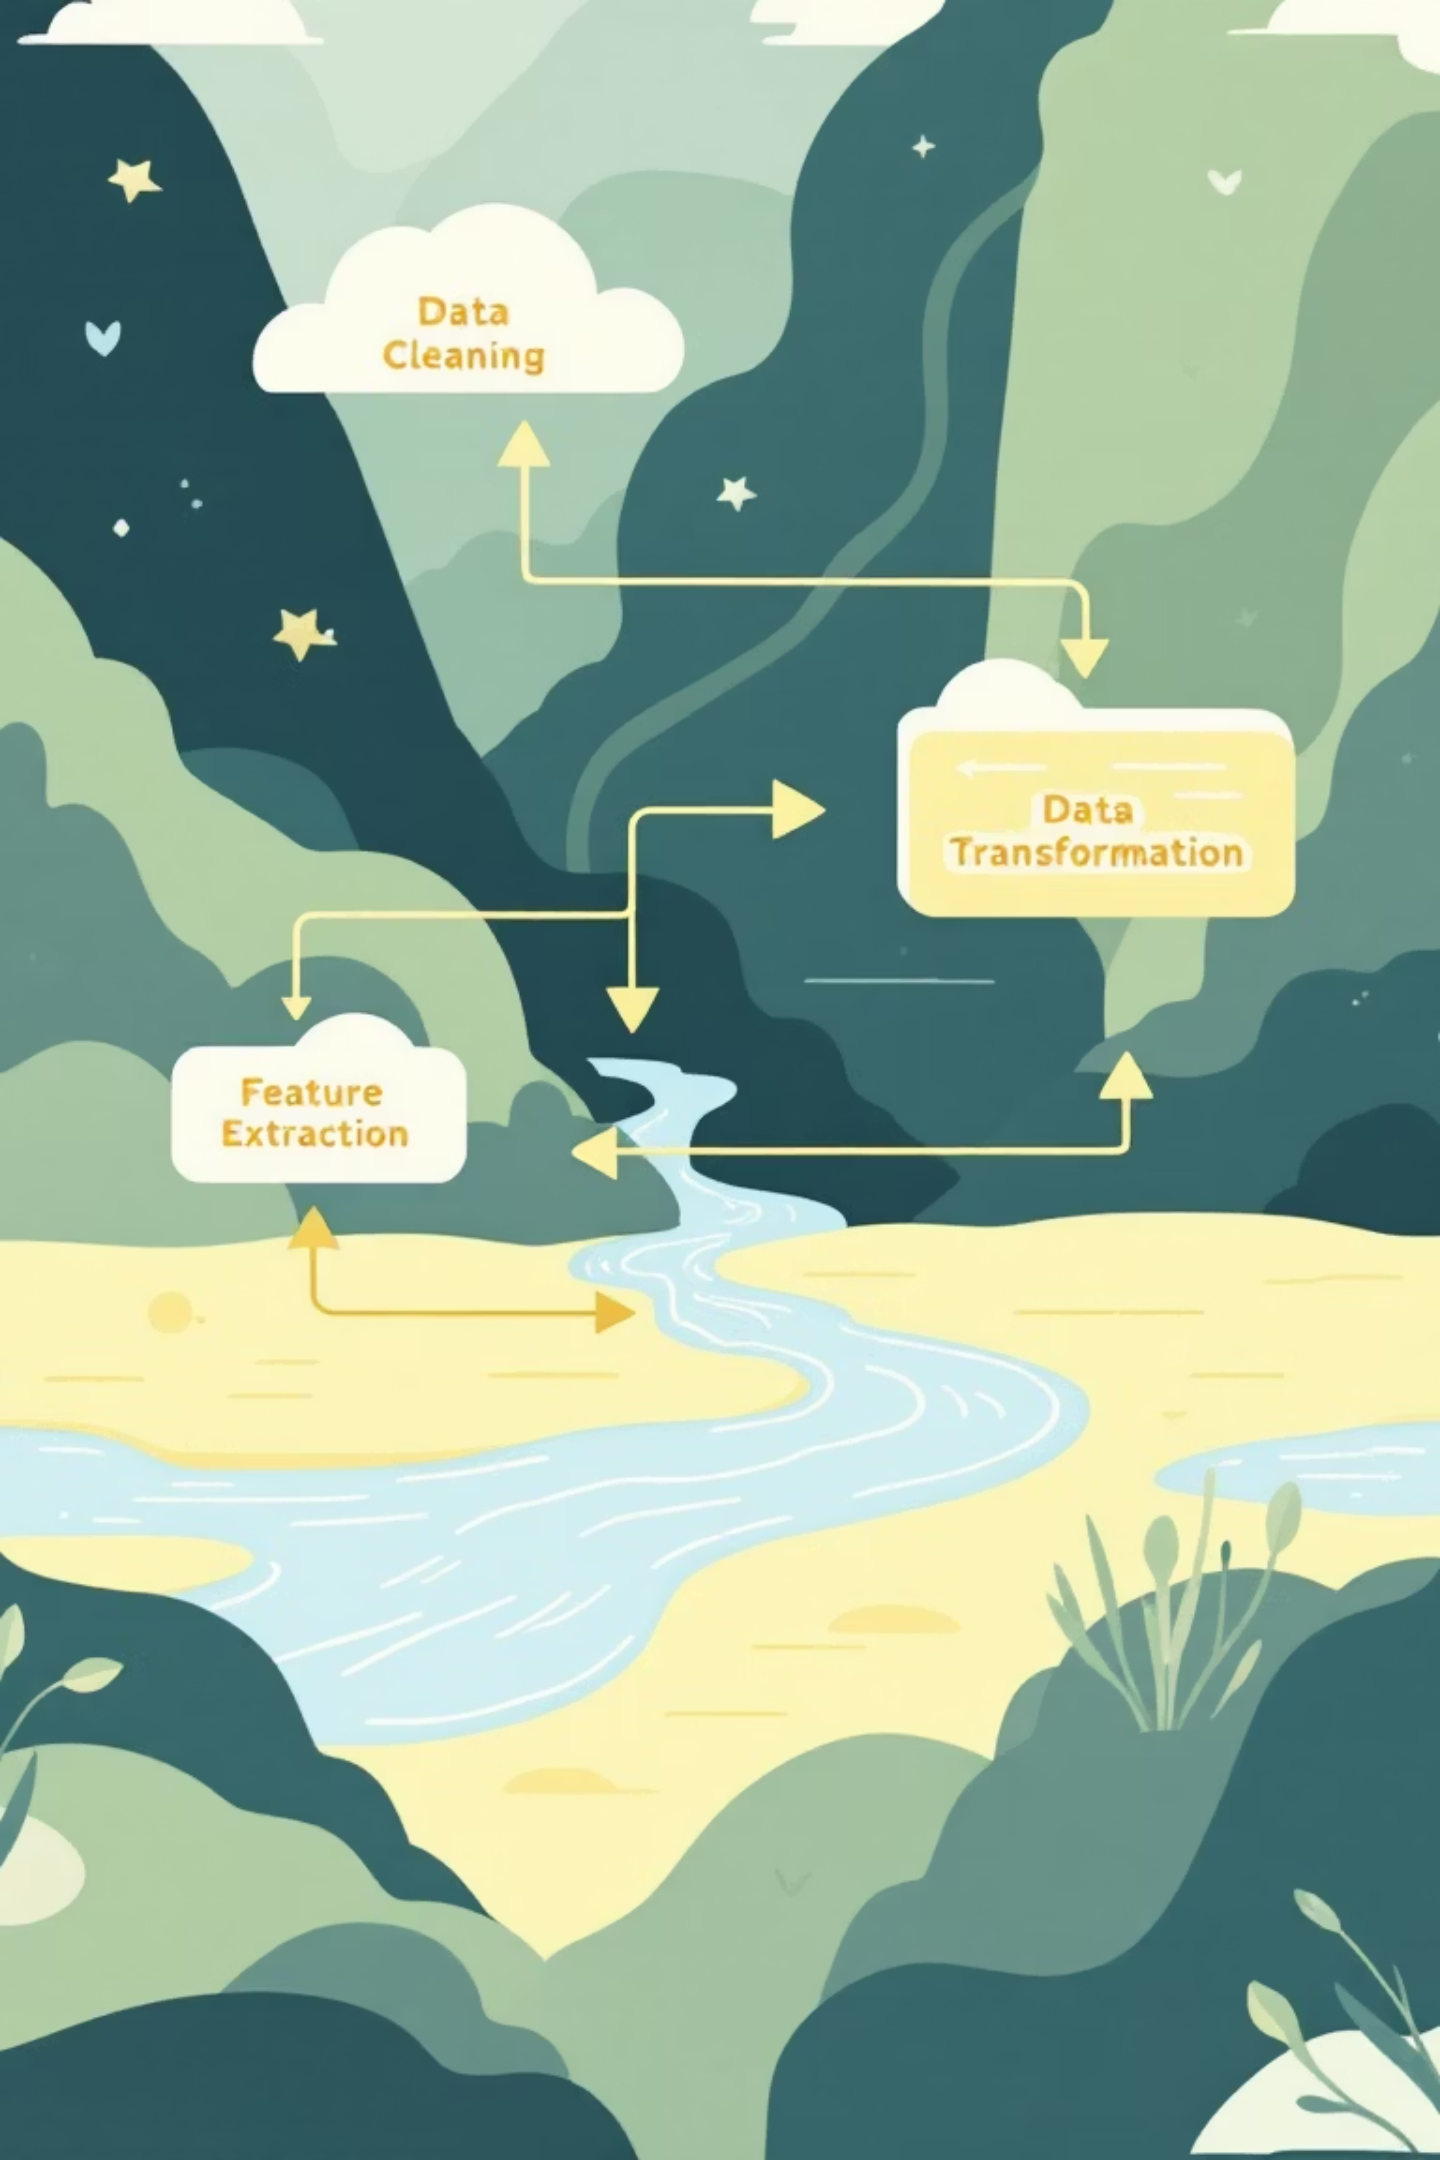 Data
Cleaning
Data
Transformation
Feature
Extraction